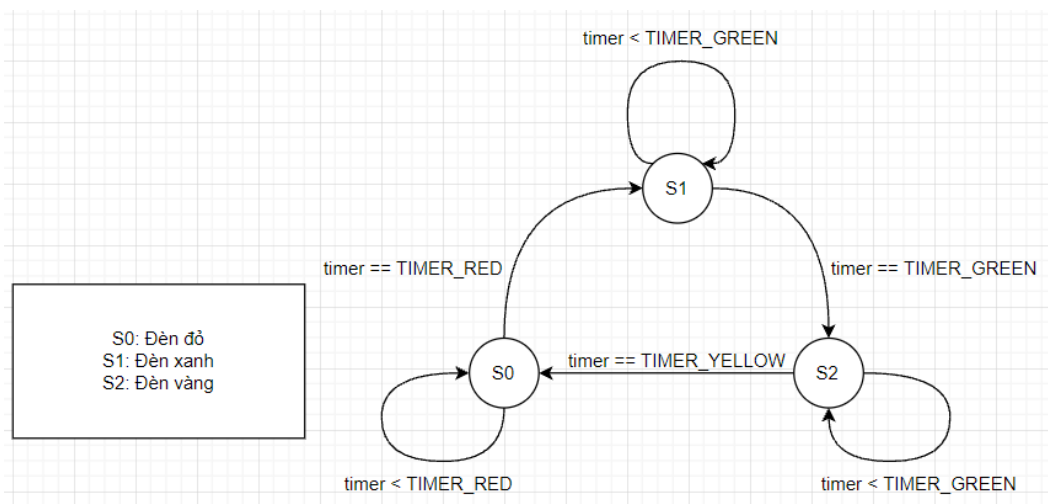 timer < TIMER_GREEN
S1
timer == TIMER_RED
timer == TIMER_GREEN
S0: Đèn đỏ
S1: Đèn xanh
S2: Đèn vàng
timer == TIMER_YELLOW
S0
S2
timer < TIMER_RED
timer < TIMER_GREEN